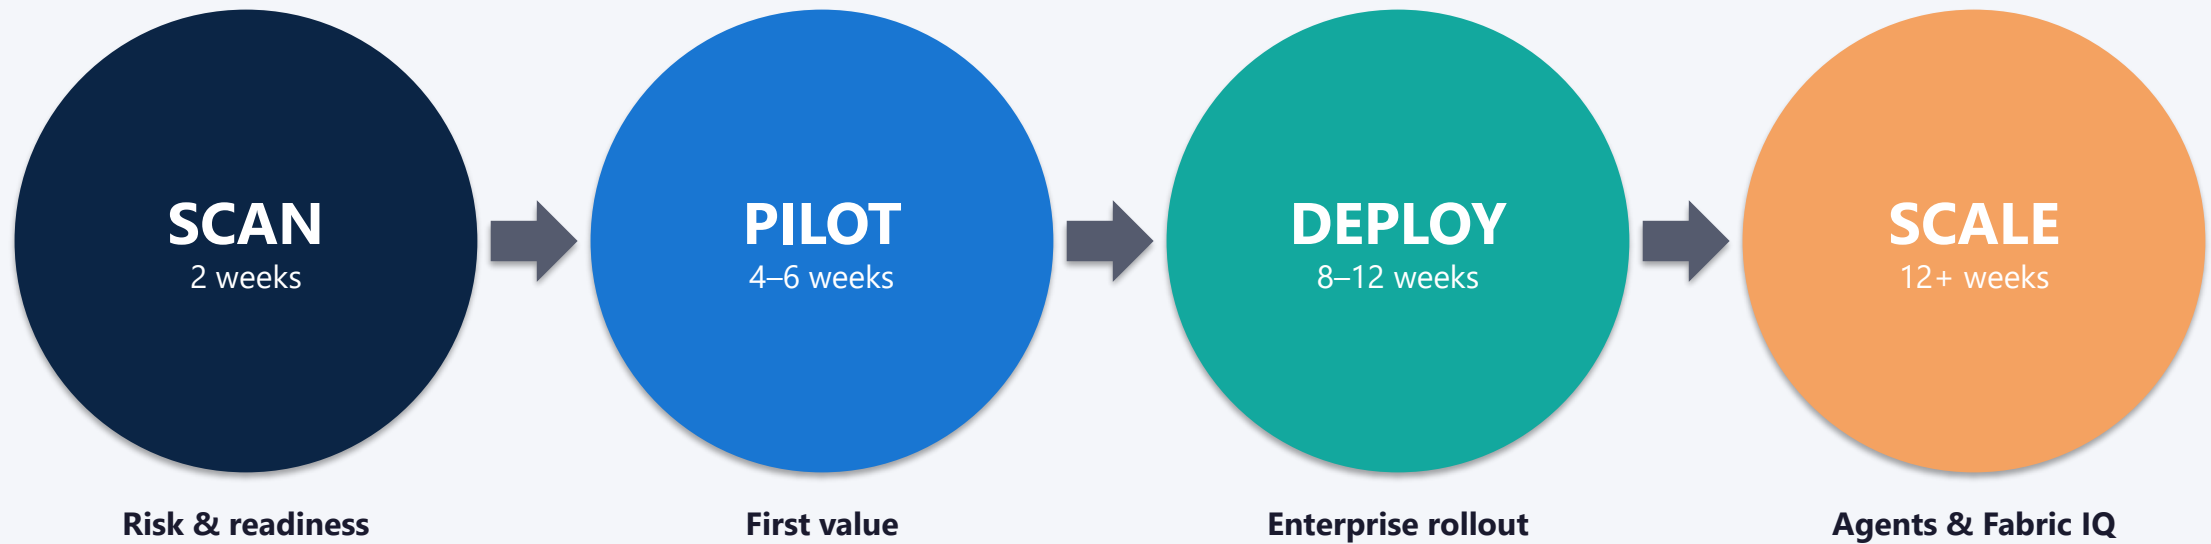 SCAN
2 weeks
PILOT
4–6 weeks
DEPLOY
8–12 weeks
SCALE
12+ weeks
Risk & readiness
First value
Enterprise rollout
Agents & Fabric IQ